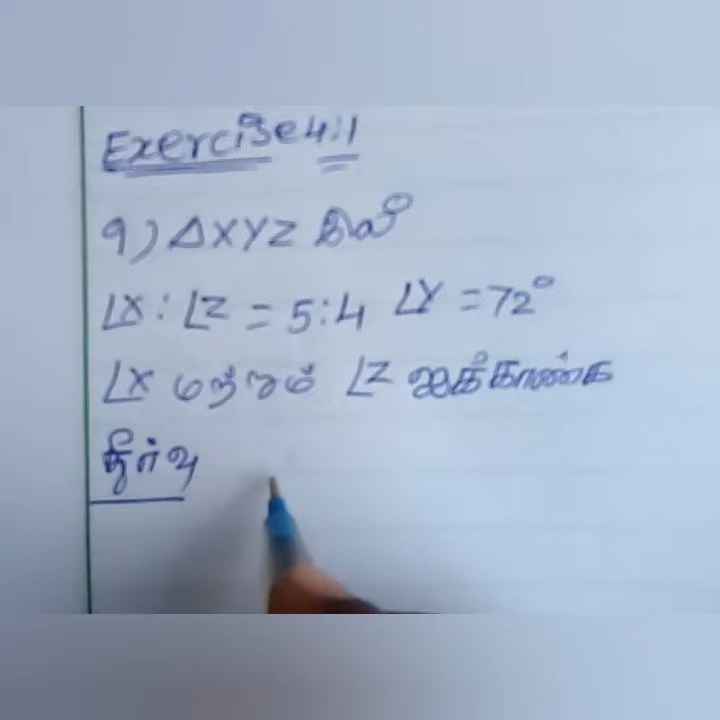 Exercise 4.1
9) ΔXYZ இல்
∠X : ∠Z = 5:4 ∠Y = 72°
∠X மற்றும் ∠Z ஐக்காண்க
தீர்வு